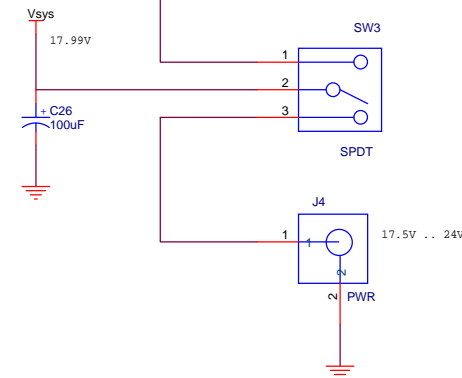 Vsys
17.99V
SW3
1
2
3
+ C26
100uF
SPDT
J4
1
1
17.5V .. 24V
2
2
PWR